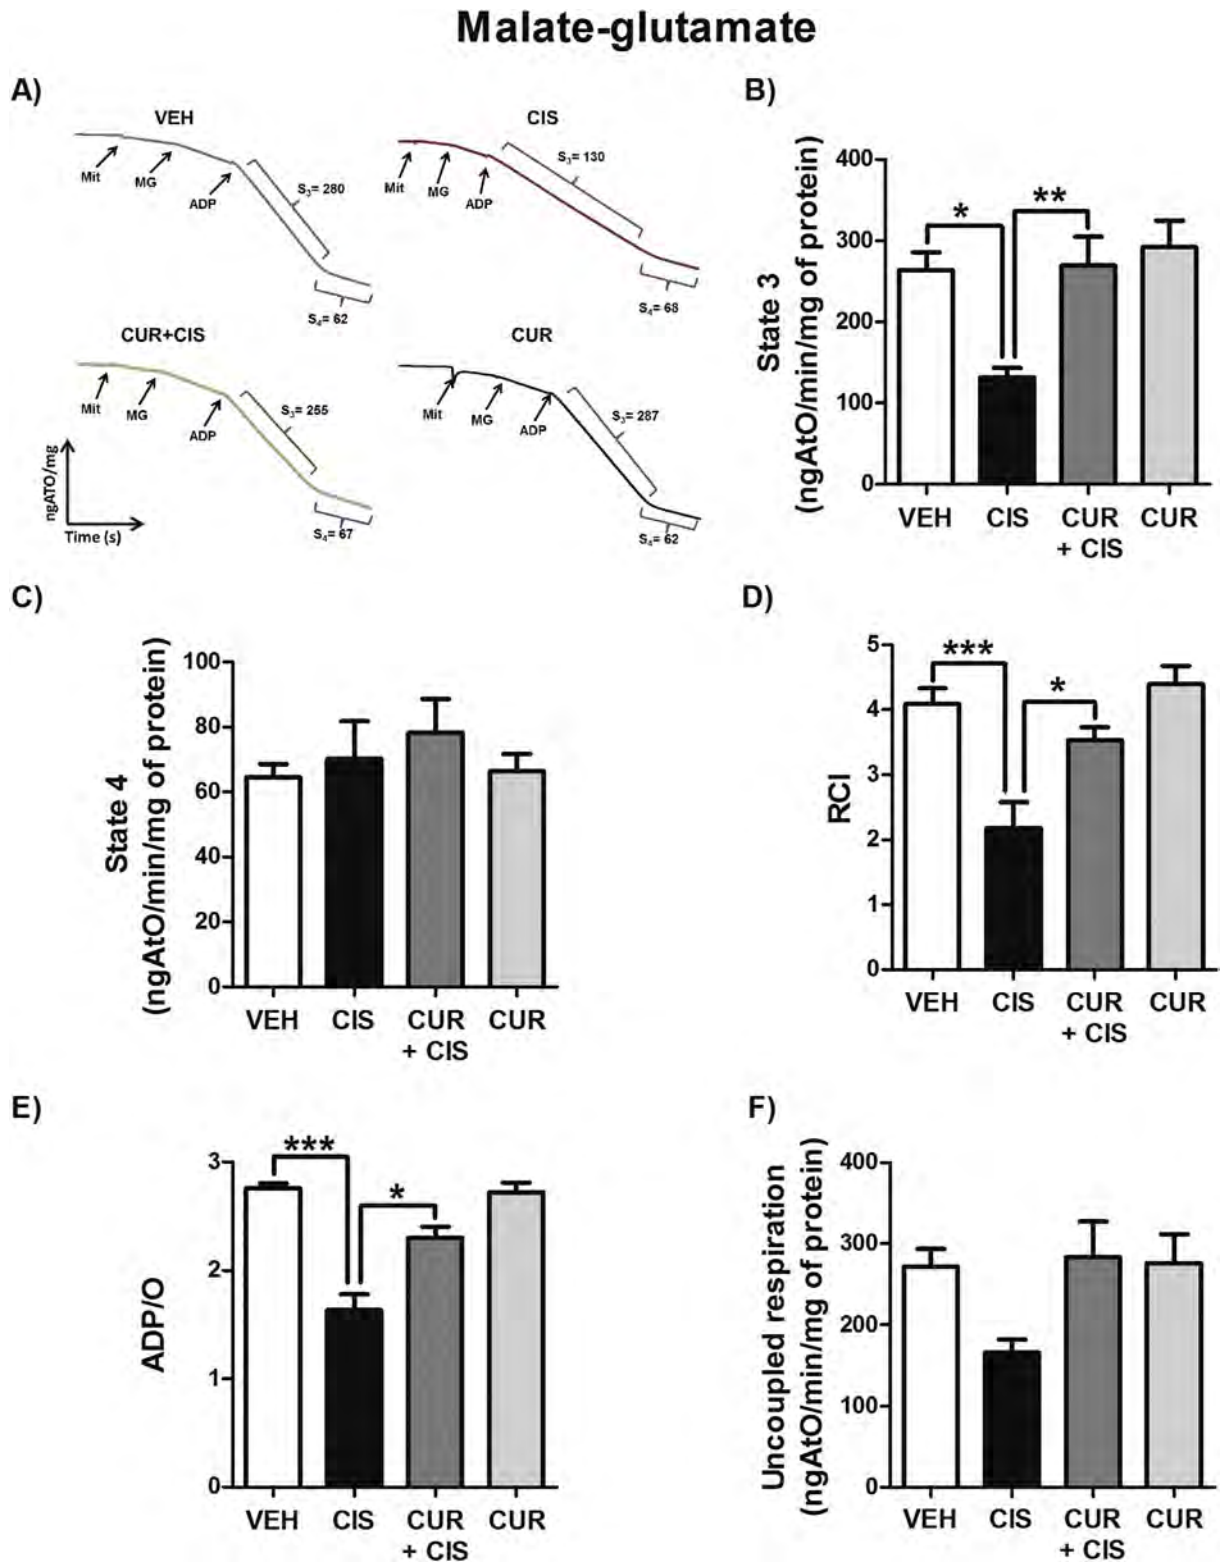 Malate-glutamate
A)
VEH
Mit
MG
ADP
S₃= 280
S₄= 62
CIS
Mit
MG
ADP
S₃= 130
S₄= 68
CUR+CIS
Mit
MG
ADP
S₃= 255
S₄= 67
ngATO/mg
Time (s)
CUR
Mit
MG
ADP
S₃= 287
S₄= 62
B)
State 3
(ngAtO/min/mg of protein)
400
300
200
100
0
*
**
VEH
CIS
CUR
+ CIS
CUR
C)
State 4
(ngAtO/min/mg of protein)
100
80
60
40
20
0
VEH
CIS
CUR
+ CIS
CUR
D)
RCI
5
4
3
2
1
0
***
*
VEH
CIS
CUR
+ CIS
CUR
E)
ADP/O
3
2
1
0
***
*
VEH
CIS
CUR
+ CIS
CUR
F)
Uncoupled respiration
(ngAtO/min/mg of protein)
400
300
200
100
0
VEH
CIS
CUR
+ CIS
CUR